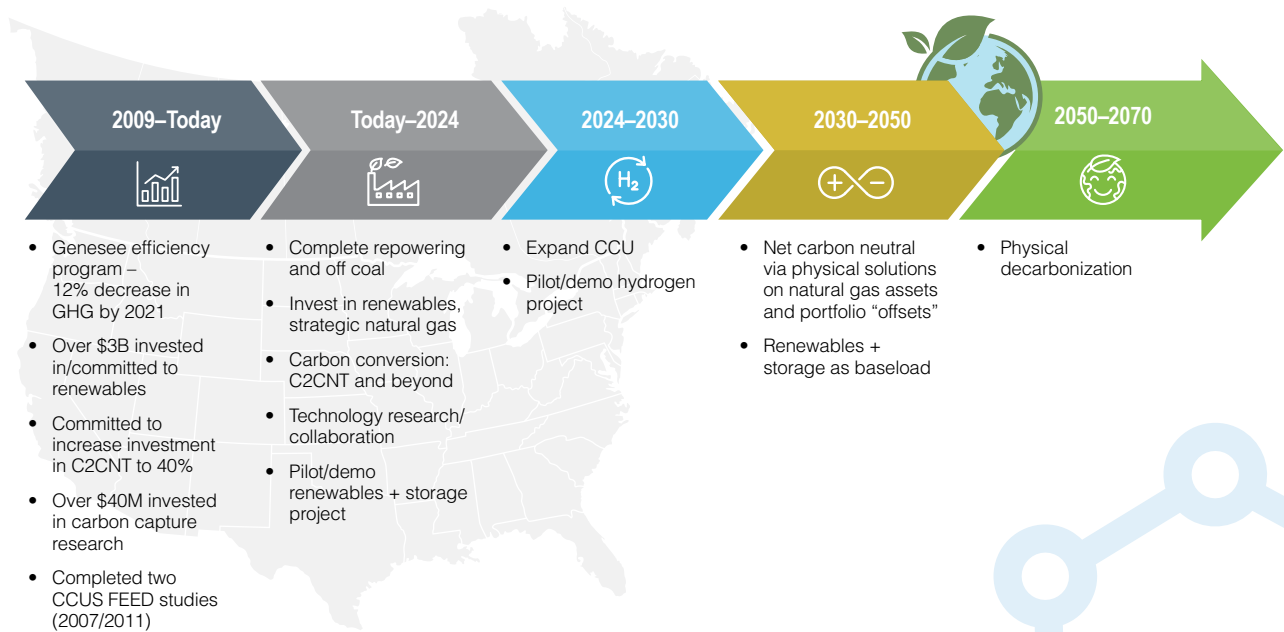 2009–Today
Today–2024
2024–2030
2030–2050
2050–2070
H₂
• Genesee efficiency
program –
12% decrease in
GHG by 2021
• Over $3B invested
in/committed to
renewables
• Committed to
increase investment
in C2CNT to 40%
• Over $40M invested
in carbon capture
research
• Completed two
CCUS FEED studies
(2007/2011)
• Complete repowering
and off coal
• Invest in renewables,
strategic natural gas
• Carbon conversion:
C2CNT and beyond
• Technology research/
collaboration
• Pilot/demo
renewables + storage
project
• Expand CCU
• Pilot/demo hydrogen
project
• Net carbon neutral
via physical solutions
on natural gas assets
and portfolio “offsets”
• Renewables +
storage as baseload
• Physical
decarbonization